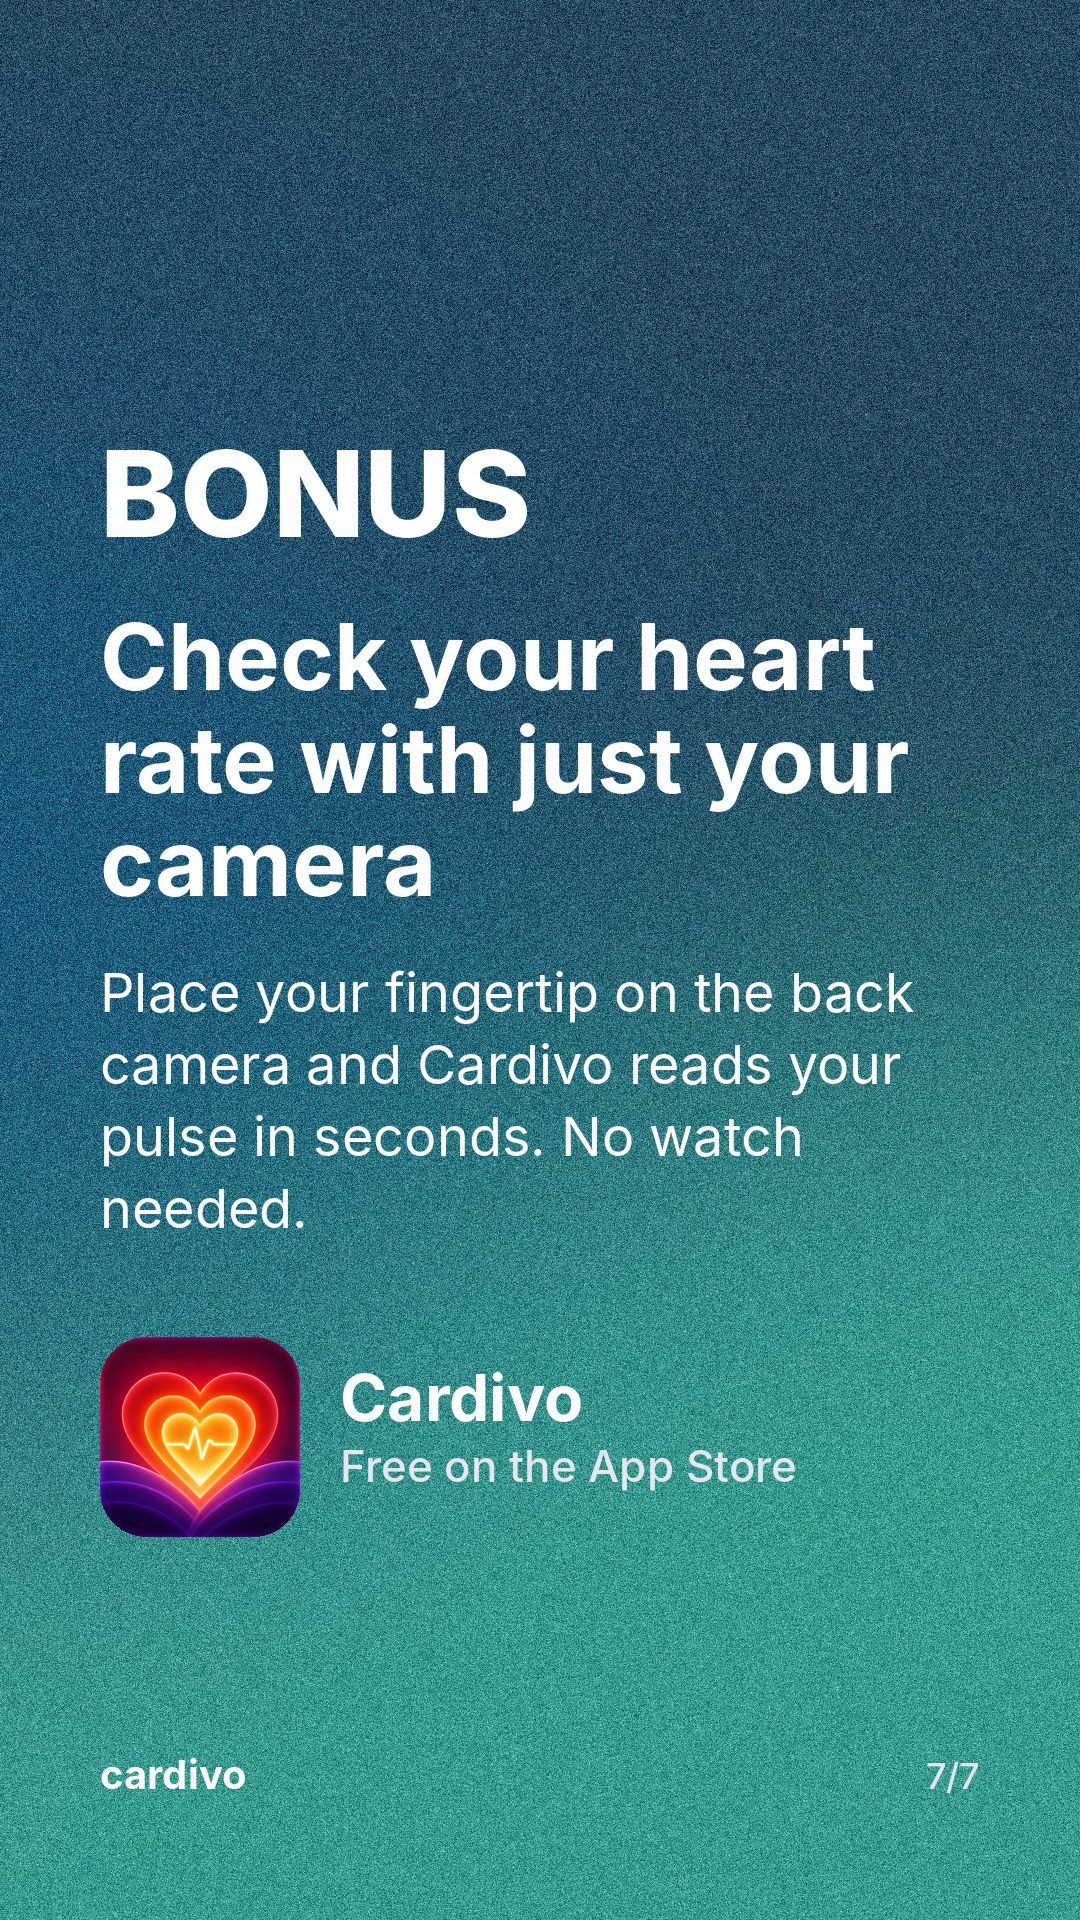 BONUS
Check your heart
rate with just your
camera
Place your fingertip on the back
camera and Cardivo reads your
pulse in seconds. No watch
needed.
Cardivo
Free on the App Store
cardivo
7/7